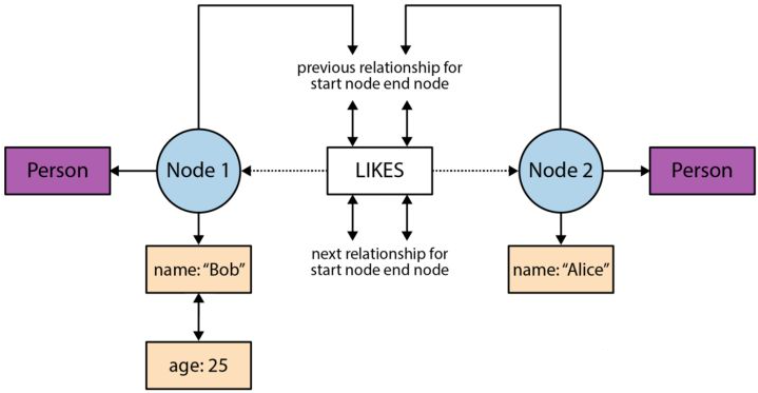 previous relationship for
start node end node
Person
Node 1
LIKES
Node 2
Person
next relationship for
start node end node
name: “Bob”
name: “Alice”
age: 25